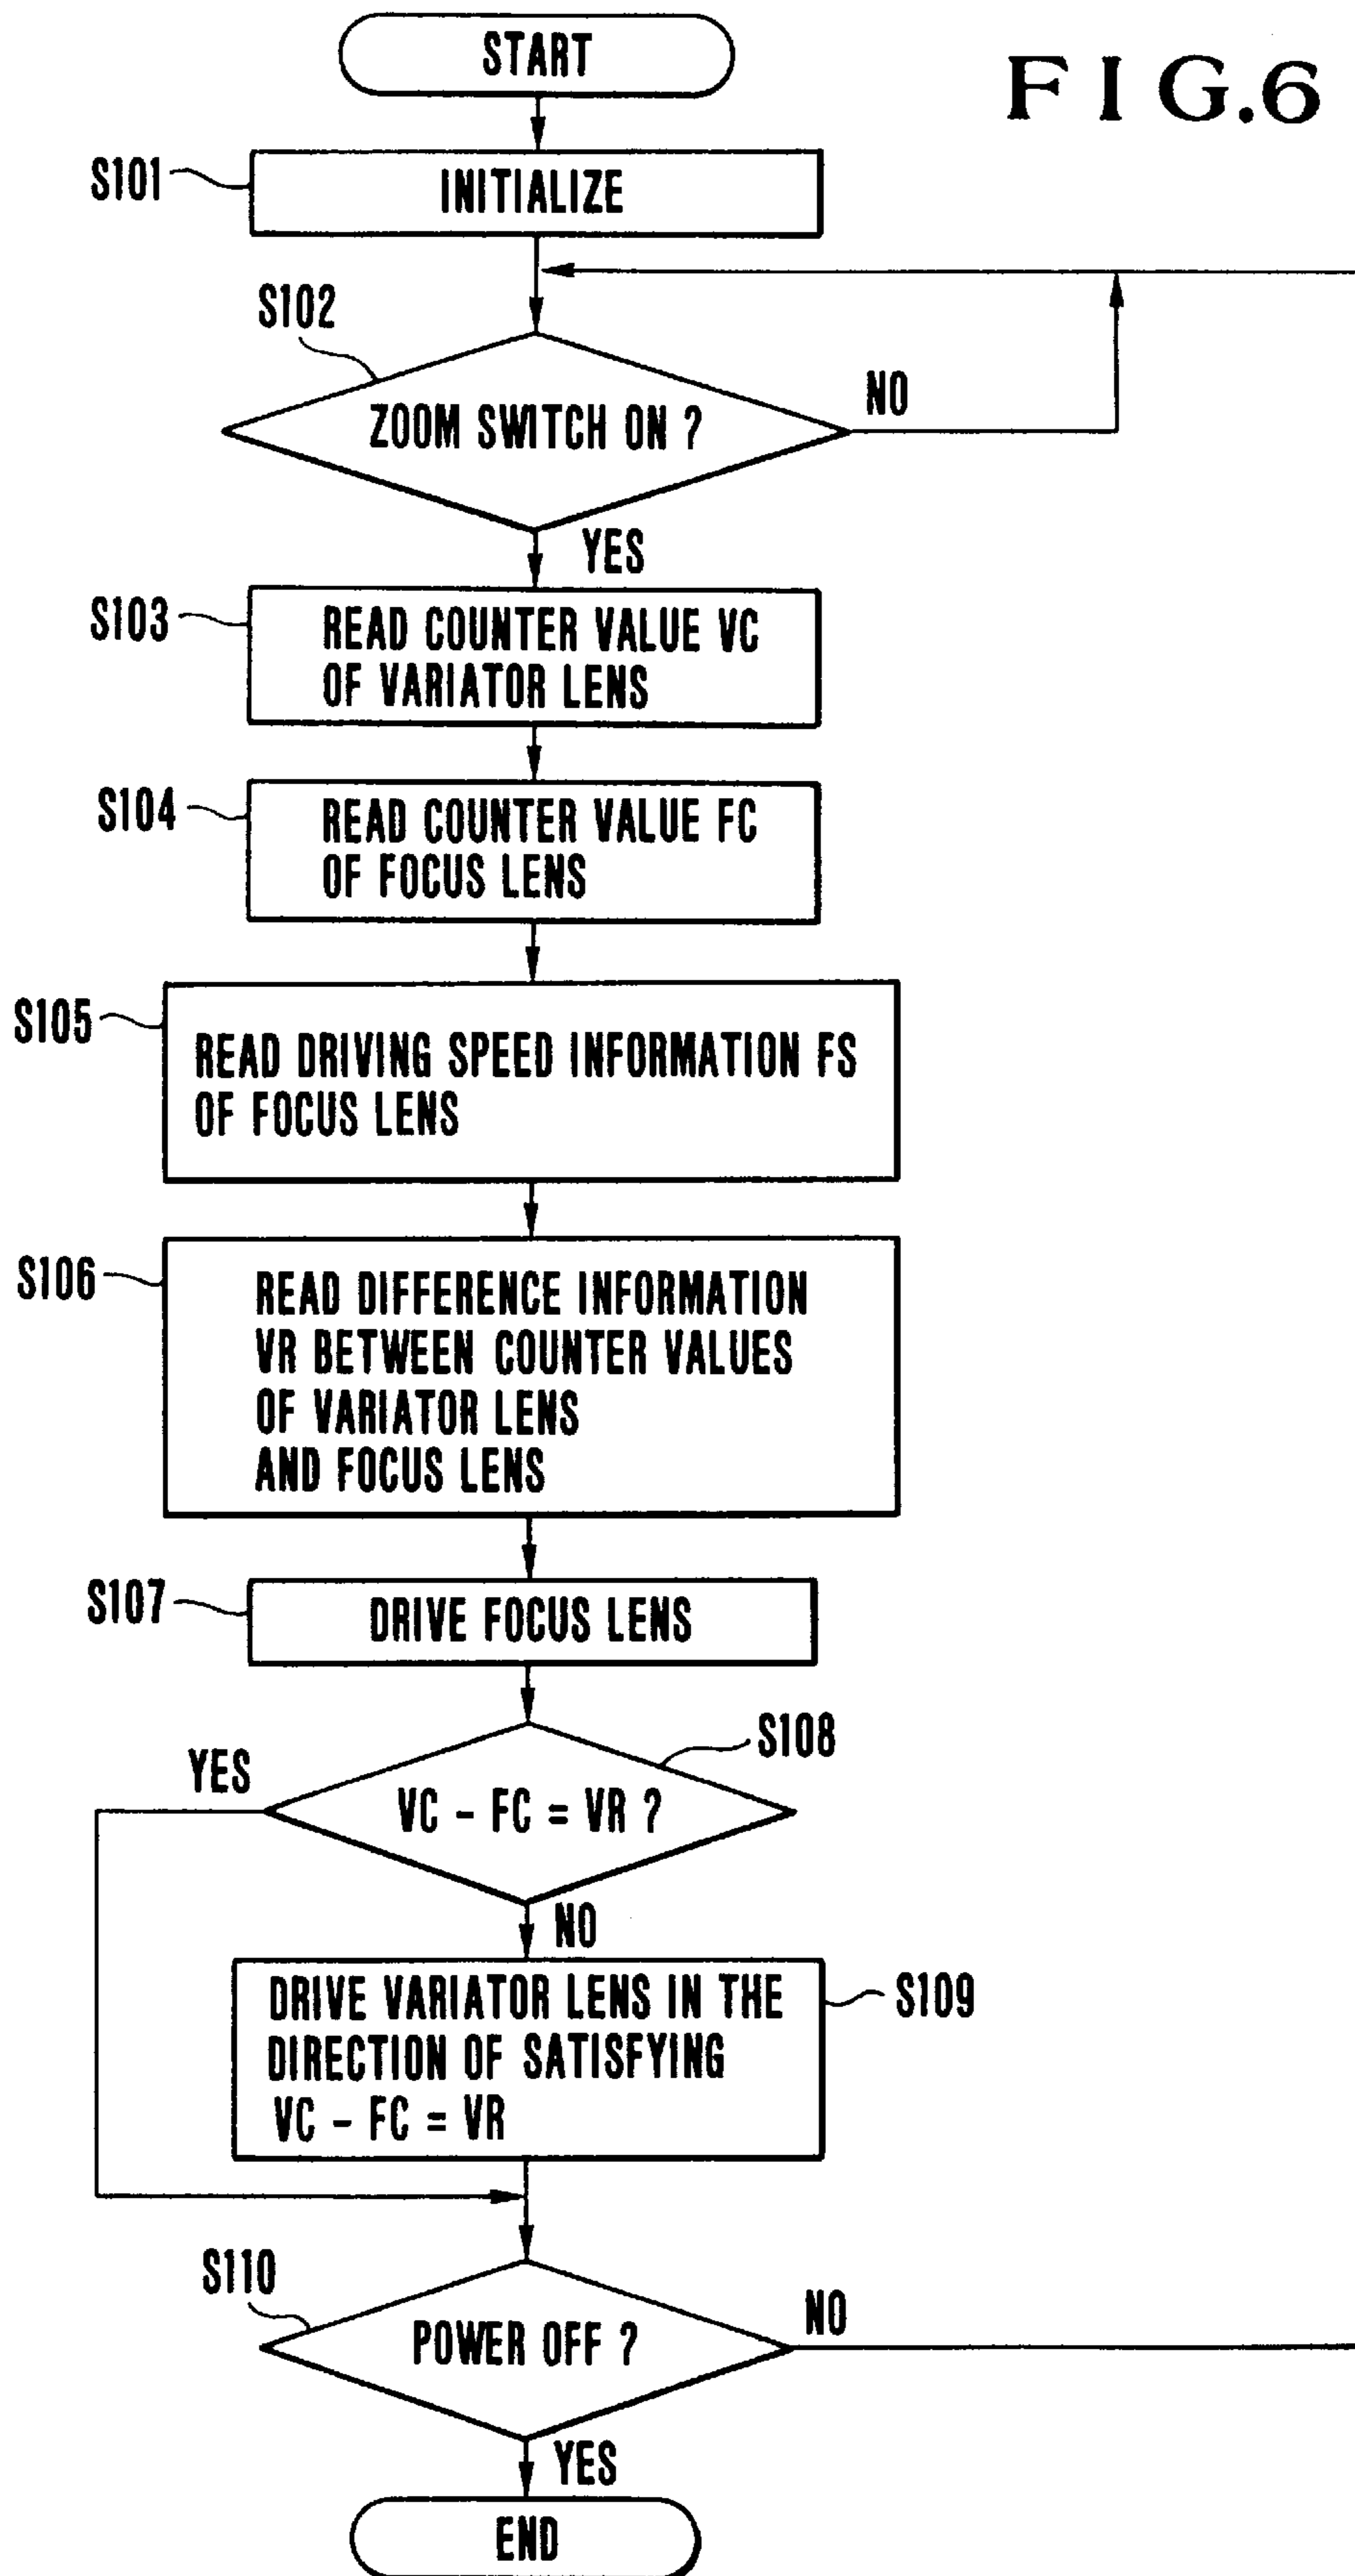 START
FIG.6
S101
INITIALIZE
S102
ZOOM SWITCH ON ?
NO
YES
S103
READ COUNTER VALUE VC
OF VARIATOR LENS
S104
READ COUNTER VALUE FC
OF FOCUS LENS
S105
READ DRIVING SPEED INFORMATION FS
OF FOCUS LENS
S106
READ DIFFERENCE INFORMATION
VR BETWEEN COUNTER VALUES
OF VARIATOR LENS
AND FOCUS LENS
S107
DRIVE FOCUS LENS
S108
YES
VC - FC = VR ?
NO
DRIVE VARIATOR LENS IN THE
DIRECTION OF SATISFYING
VC - FC = VR
S109
S110
POWER OFF ?
NO
YES
END